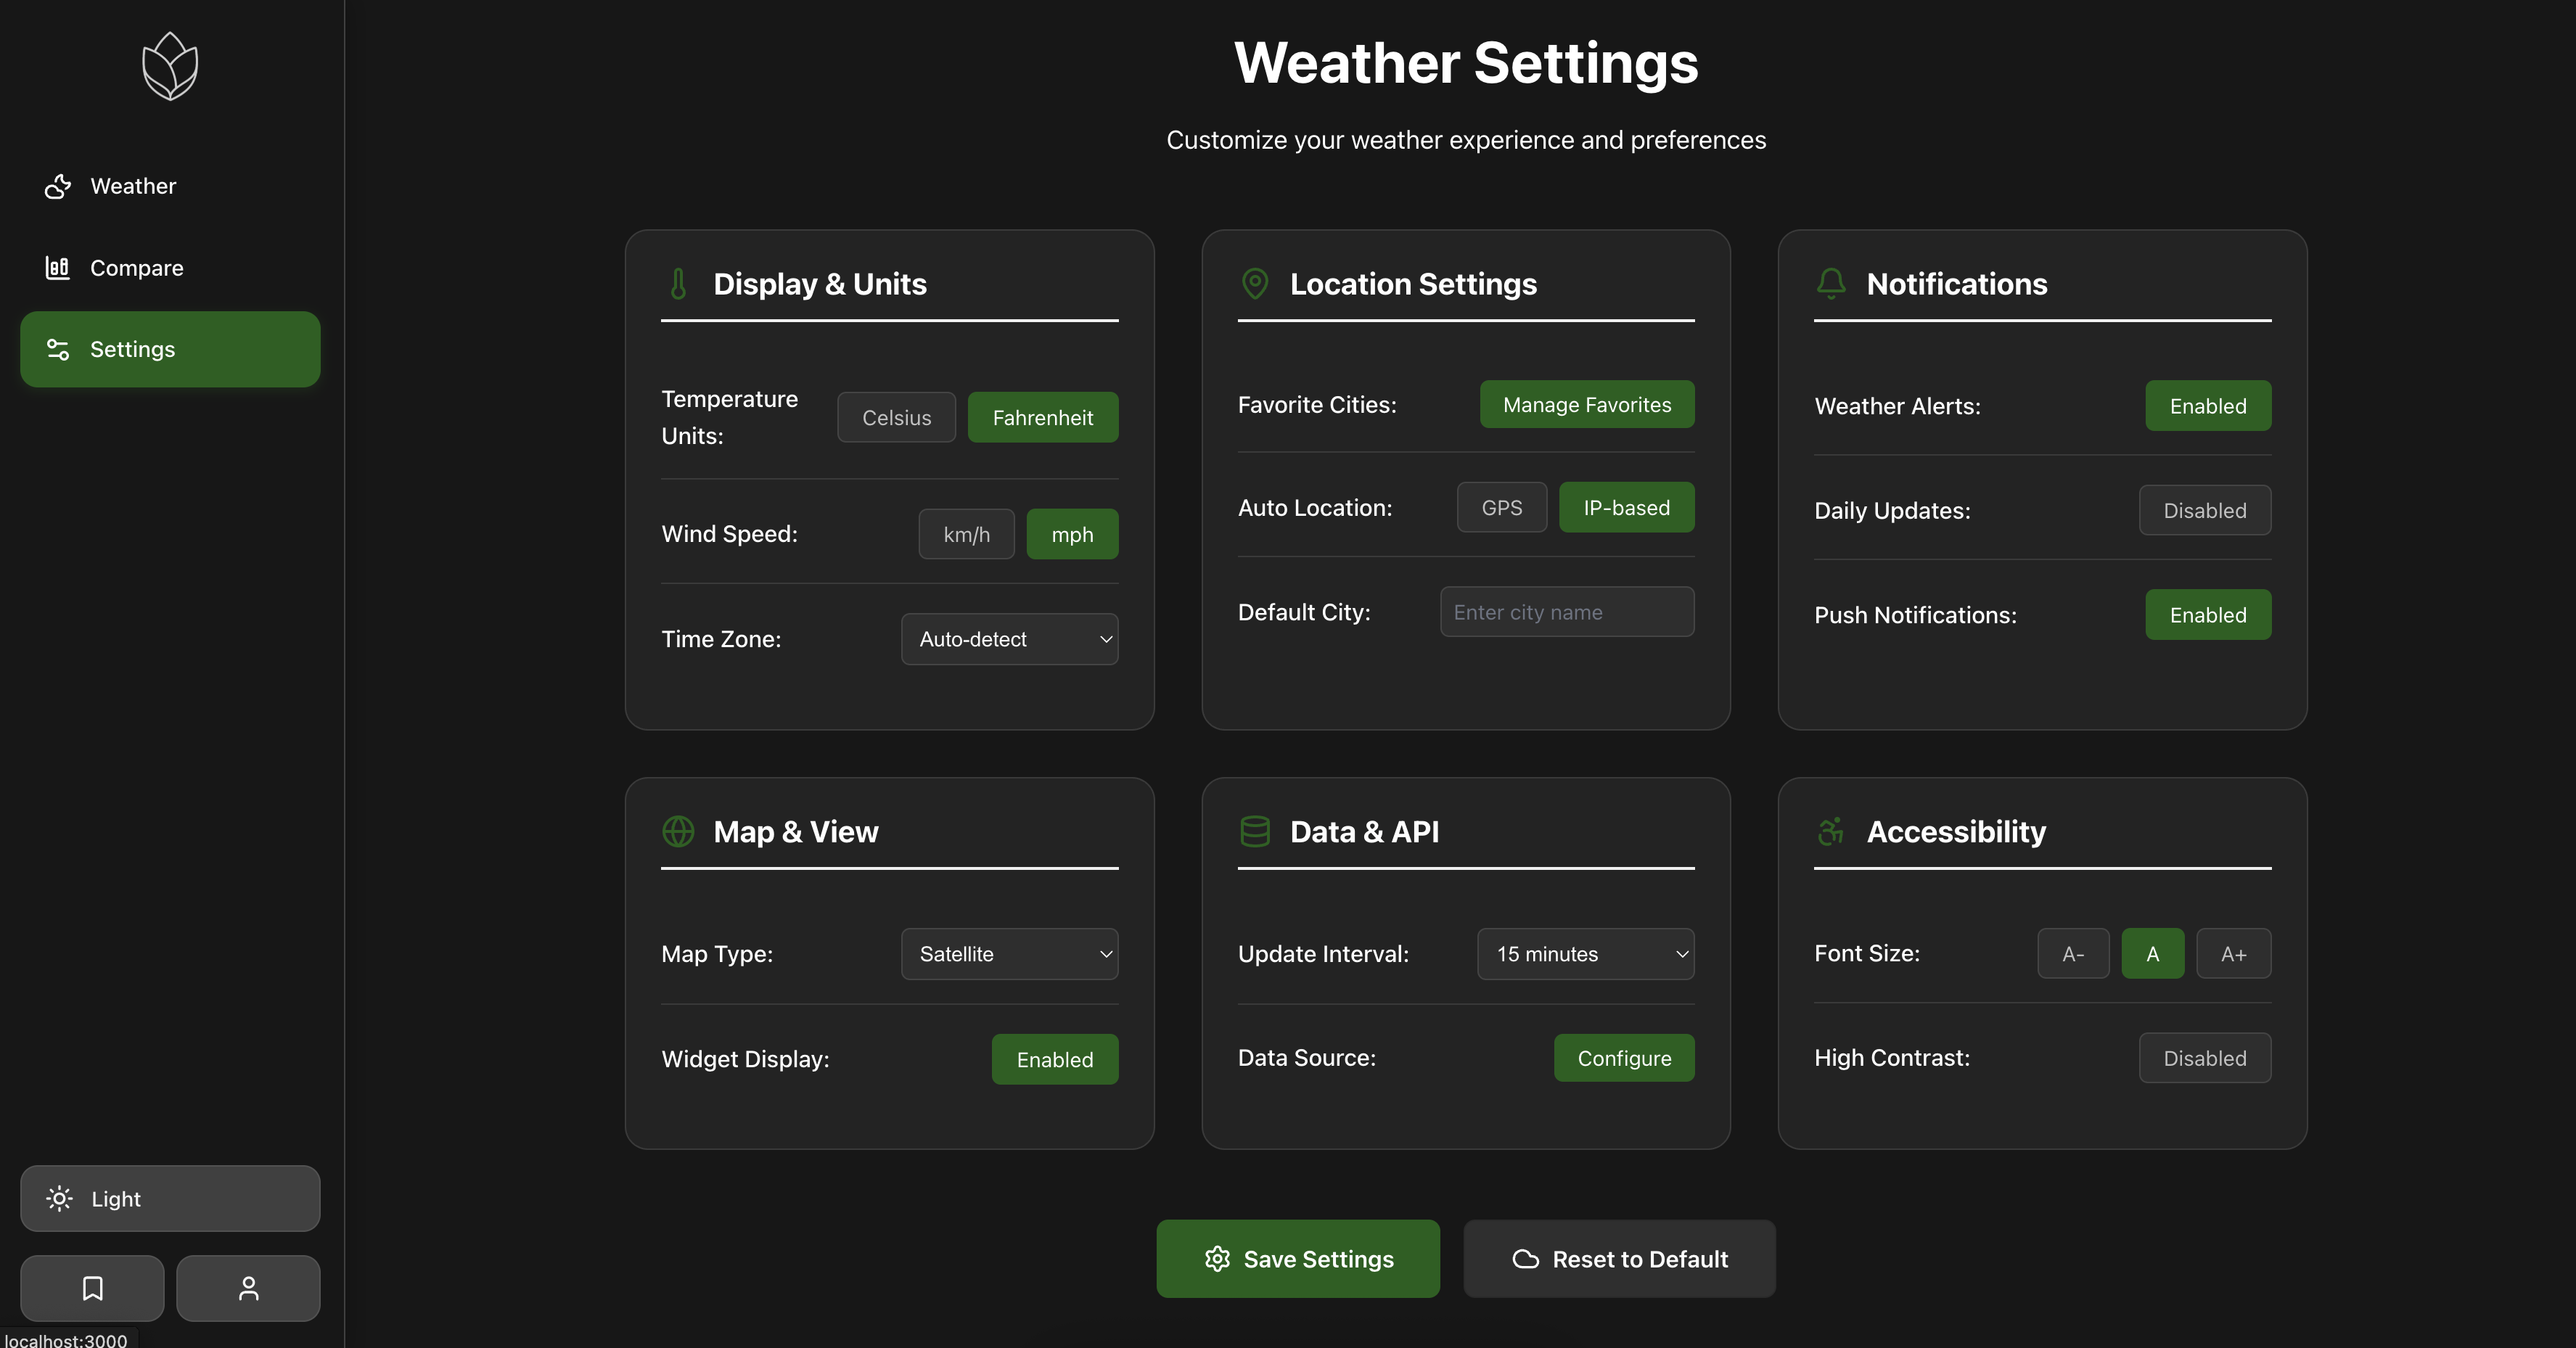 Weather
Compare
Settings
Light
localhost:3000
Weather Settings
Customize your weather experience and preferences
Display & Units
Temperature
Units:
Celsius
Fahrenheit
Wind Speed:
km/h
mph
Time Zone:
Auto-detect
Location Settings
Favorite Cities:
Manage Favorites
Auto Location:
GPS
IP-based
Default City:
Enter city name
Notifications
Weather Alerts:
Enabled
Daily Updates:
Disabled
Push Notifications:
Enabled
Map & View
Map Type:
Satellite
Widget Display:
Enabled
Data & API
Update Interval:
15 minutes
Data Source:
Configure
Accessibility
Font Size:
A-
A
A+
High Contrast:
Disabled
Save Settings
Reset to Default